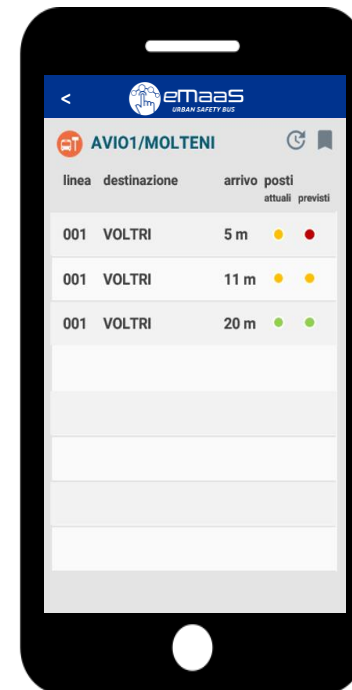 <
eMaaS
URBAN SAFETY BUS
AVIO1/MOLTENI
linea destinazione arrivo posti
attuali previsti
001 VOLTRI 5 m
001 VOLTRI 11 m
001 VOLTRI 20 m